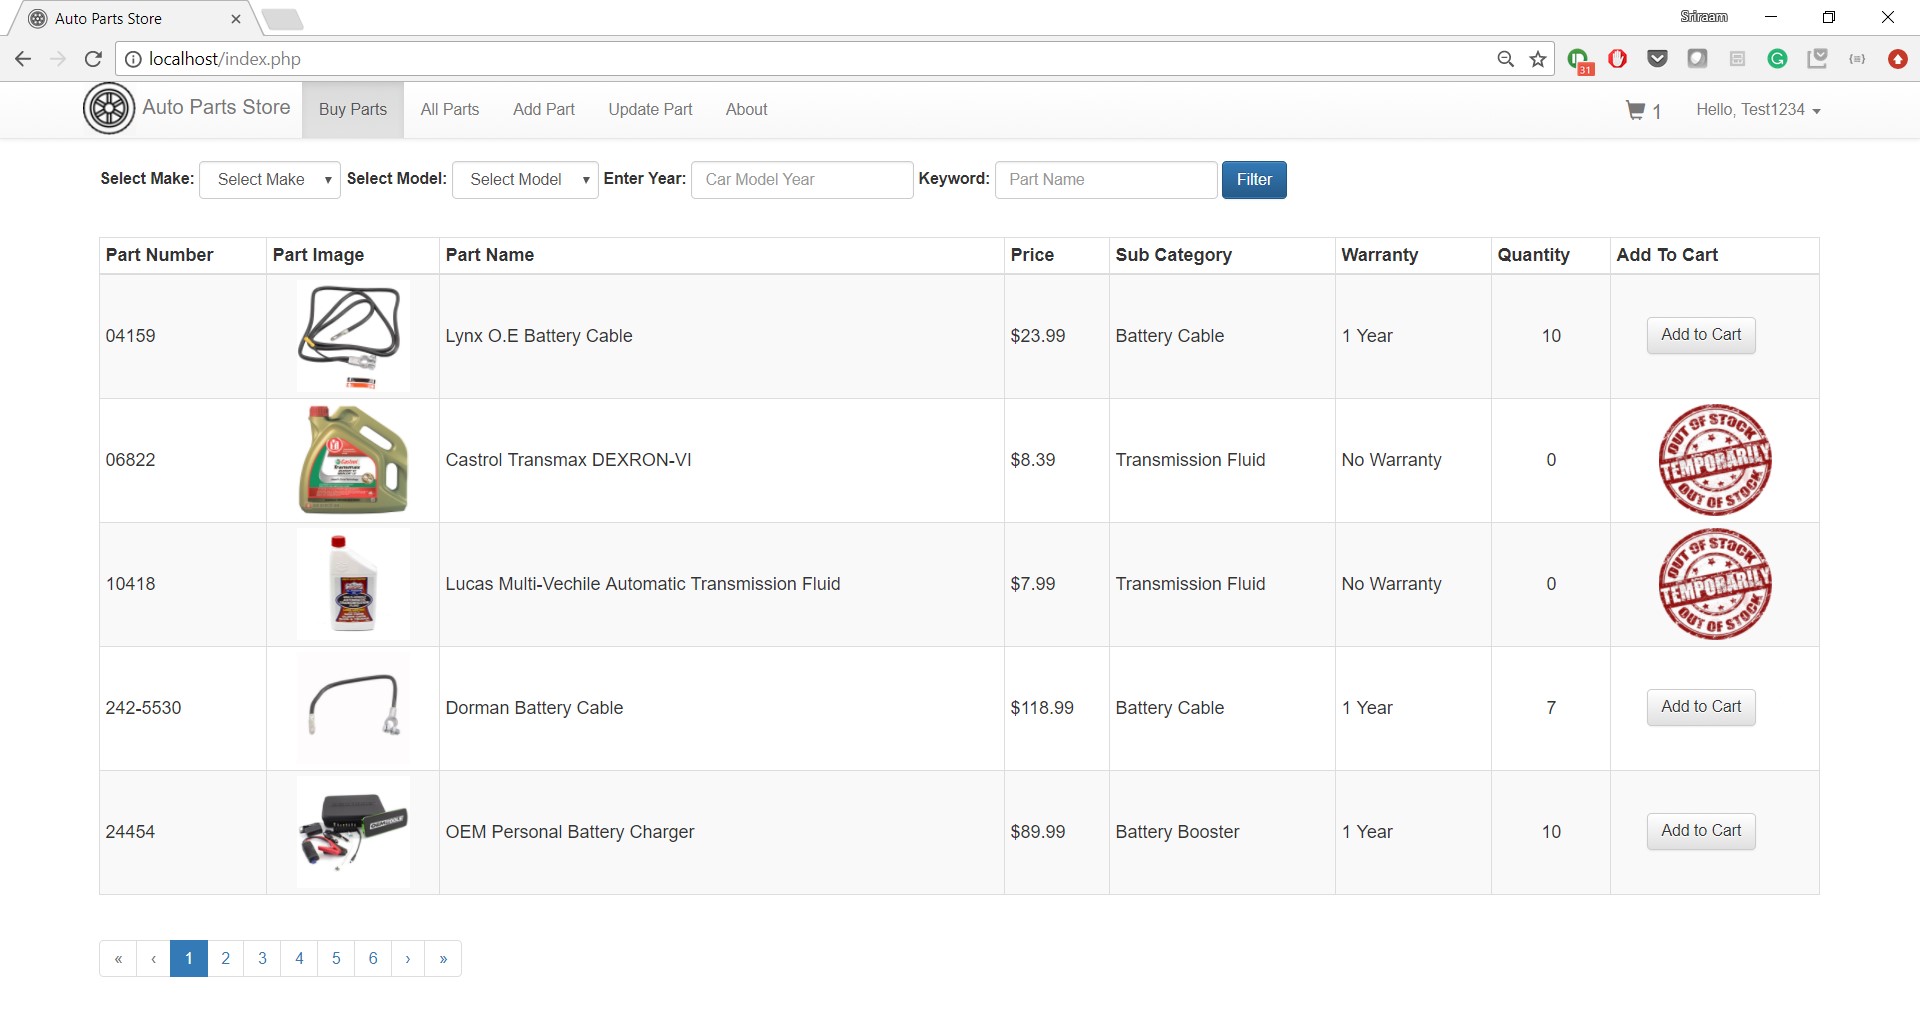 Auto Parts Store
Sriraam
localhost/index.php
31
Auto Parts Store Buy Parts All Parts Add Part Update Part About 1 Hello, Test1234
Select Make: Select Make Select Model: Select Model Enter Year: Car Model Year Keyword: Part Name Filter
Part Number Part Image Part Name Price Sub Category Warranty Quantity Add To Cart
04159 Lynx O.E Battery Cable $23.99 Battery Cable 1 Year 10 Add to Cart
Castrol
Transmax
06822 Castrol Transmax DEXRON-VI $8.39 Transmission Fluid No Warranty 0
OUT OF STOCK
TEMPORARILY
OUT OF STOCK
10418 Lucas Multi-Vechile Automatic Transmission Fluid $7.99 Transmission Fluid No Warranty 0
OUT OF STOCK
TEMPORARILY
OUT OF STOCK
242-5530 Dorman Battery Cable $118.99 Battery Cable 1 Year 7 Add to Cart
OEMTOOLS
24454 OEM Personal Battery Charger $89.99 Battery Booster 1 Year 10 Add to Cart
« ‹ 1 2 3 4 5 6 › »